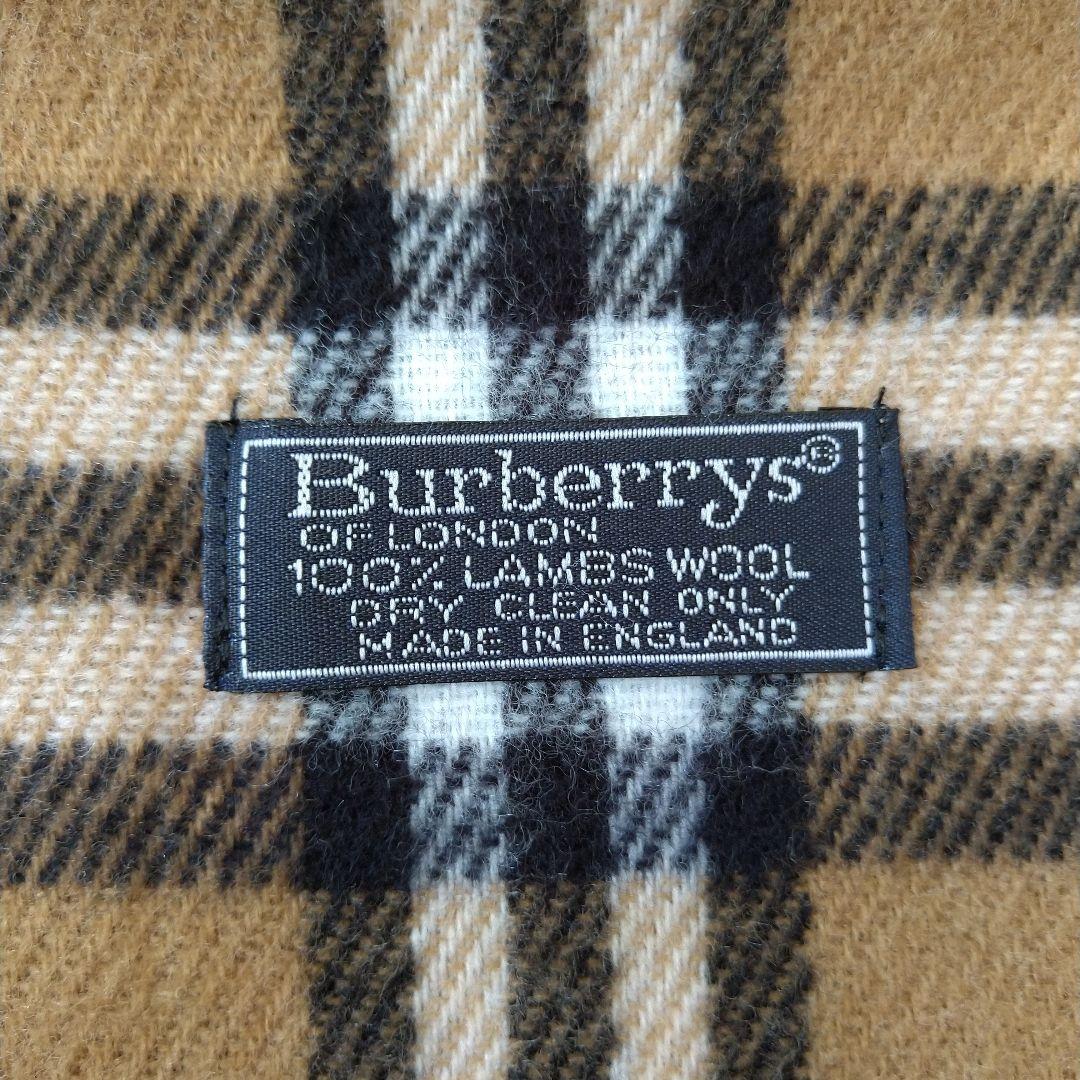 Burberrys®
OF LONDON
100% LAMBS WOOL
DRY CLEAN ONLY
MADE IN ENGLAND